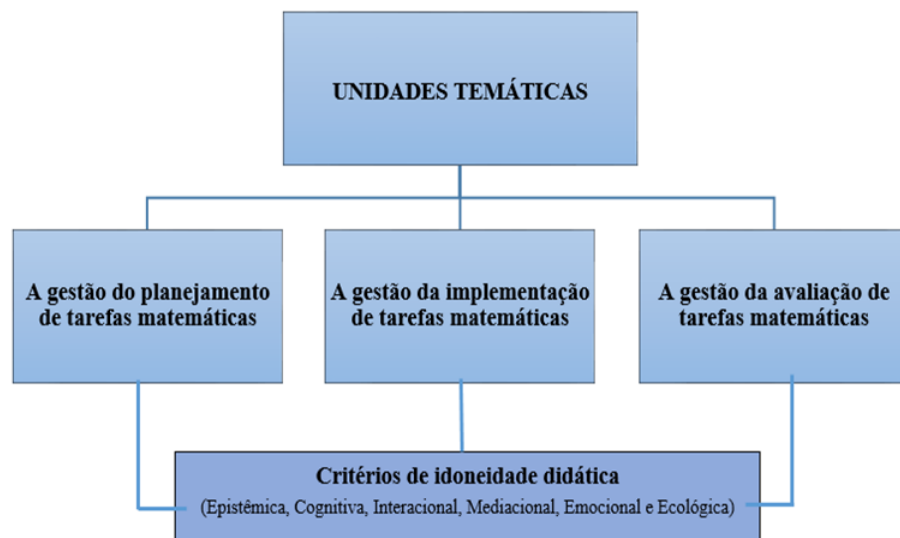 UNIDADES TEMÁTICAS
A gestão do planejamento
de tarefas matemáticas
A gestão da implementação
de tarefas matemáticas
A gestão da avaliação de
tarefas matemáticas
Critérios de idoneidade didática
(Epistêmica, Cognitiva, Interacional, Mediacional, Emocional e Ecológica)